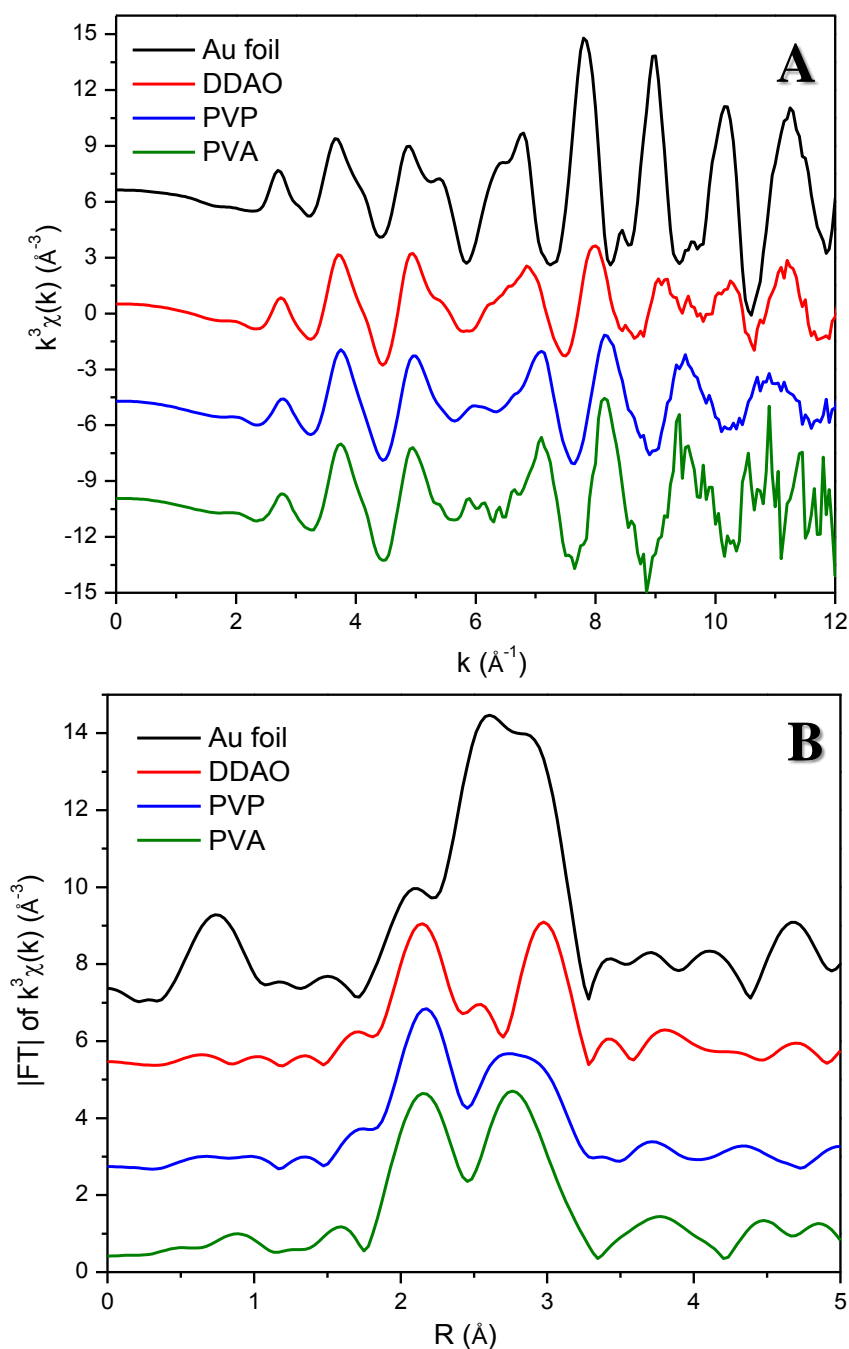 A
Au foil
DDAO
PVP
PVA
15
12
9
6
3
0
-3
-6
-9
-12
-15
k³χ(k) (Å⁻³)
0 2 4 6 8 10 12
k (Å⁻¹)
B
Au foil
DDAO
PVP
PVA
14
12
10
8
6
4
2
0
|FT| of k³χ(k) (Å⁻³)
0 1 2 3 4 5
R (Å)